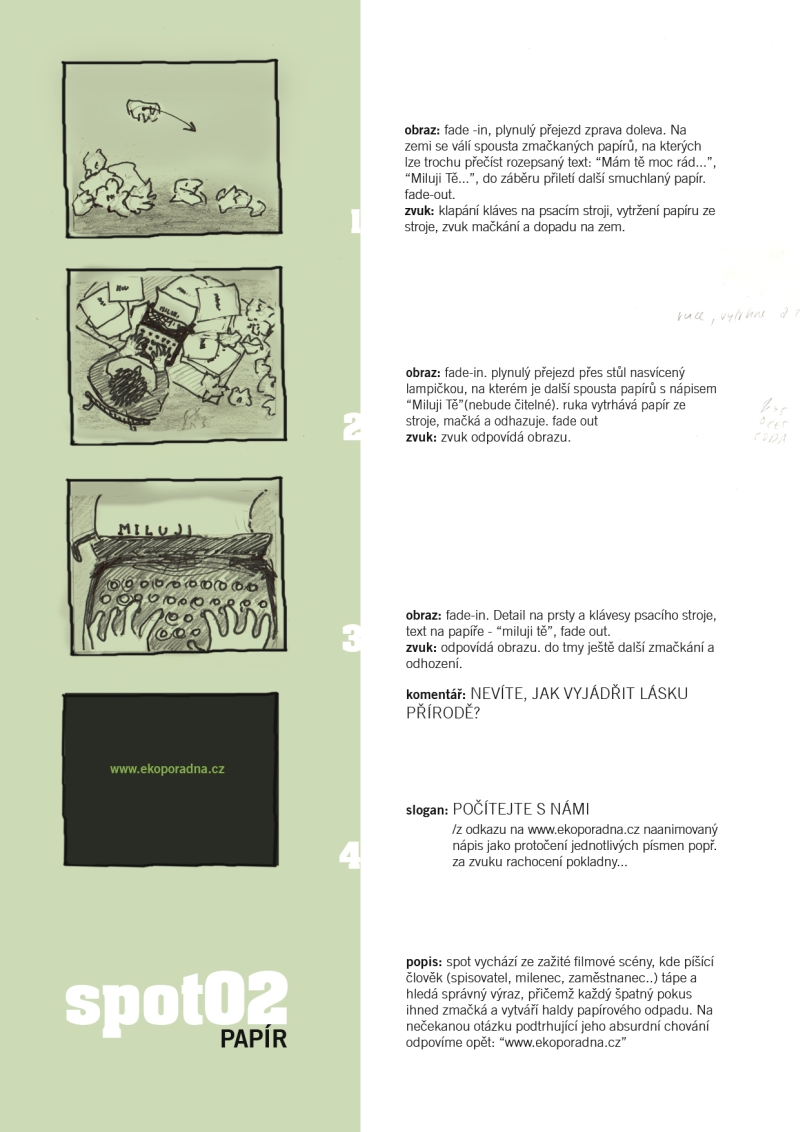 1
obraz: fade -in, plynulý přejezd zprava doleva. Na
zemi se válí spousta zmačkaných papírů, na kterých
lze trochu přečíst rozepsaný text: “Mám tě moc rád...”,
“Miluji Tě...”, do záběru přiletí další smuchlaný papír.
fade-out.
zvuk: klapání kláves na psacím stroji, vytržení papíru ze
stroje, zvuk mačkání a dopadu na zem.
MILUJI
2
ruce, vytrhne
obraz: fade-in. plynulý přejezd přes stůl nasvícený
lampičkou, na kterém je další spousta papírů s nápisem
“Miluji Tě”(nebude čitelné). ruka vytrhává papír ze
stroje, mačká a odhazuje. fade out
zvuk: zvuk odpovídá obrazu.
MILUJI
3
obraz: fade-in. Detail na prsty a klávesy psacího stroje,
text na papíře - “miluji tě”, fade out.
zvuk: odpovídá obrazu. do tmy ještě další zmačkání a
odhození.
komentář: NEVÍTE, JAK VYJÁDŘIT LÁSKU
PŘÍRODĚ?
www.ekoporadna.cz
4
slogan: POČÍTEJTE S NÁMI
/z odkazu na www.ekoporadna.cz naanimovaný
nápis jako protočení jednotlivých písmen popř.
za zvuku rachocení pokladny...
spot02
PAPÍR
popis: spot vychází ze zažité filmové scény, kde píšící
člověk (spisovatel, milenec, zaměstnanec..) tápe a
hledá správný výraz, přičemž každý špatný pokus
ihned zmačká a vytváří haldy papírového odpadu. Na
nečekanou otázku podtrhující jeho absurdní chování
odpovíme opět: “www.ekoporadna.cz”